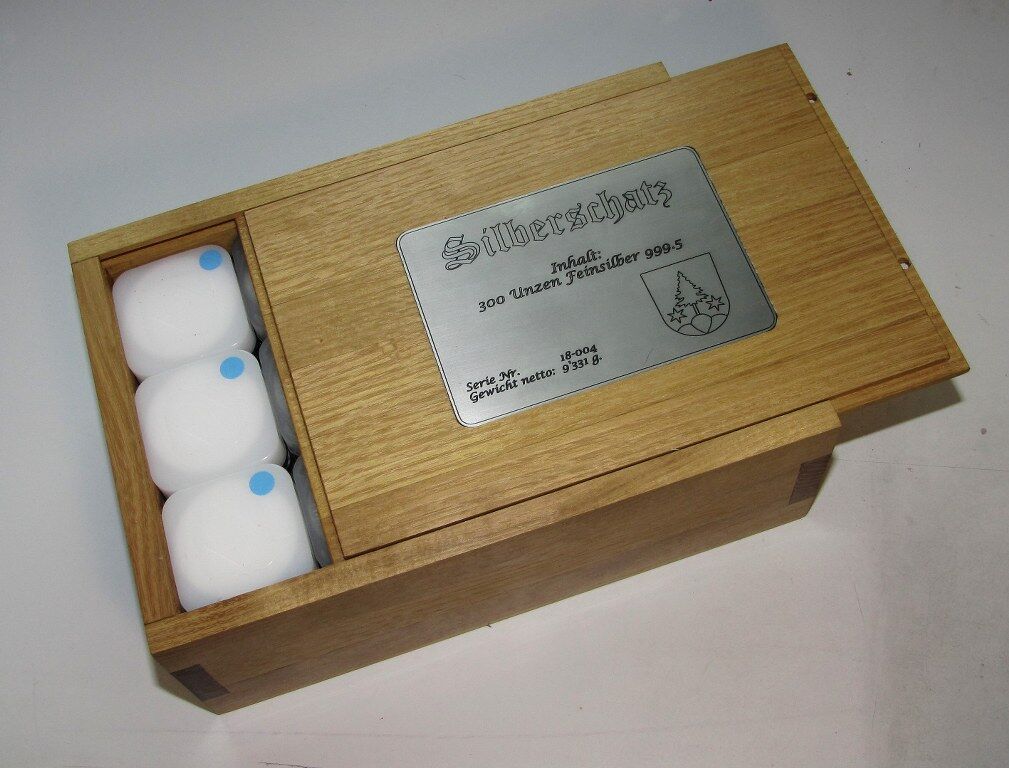 Silberschatz
Inhalt:
300 Unzen Feinsilber 999.5
Serie Nr. 18-004
Gewicht netto: 9'331 g.